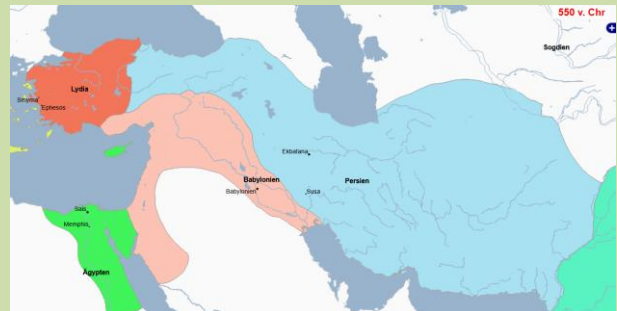 550 v. Chr
+
Sogdien
Lydia
Smyrna
Ephesos
Ekbatana
Babylonien
Persien
Babylonien
Susa
Sais
Memphis
Ägypten